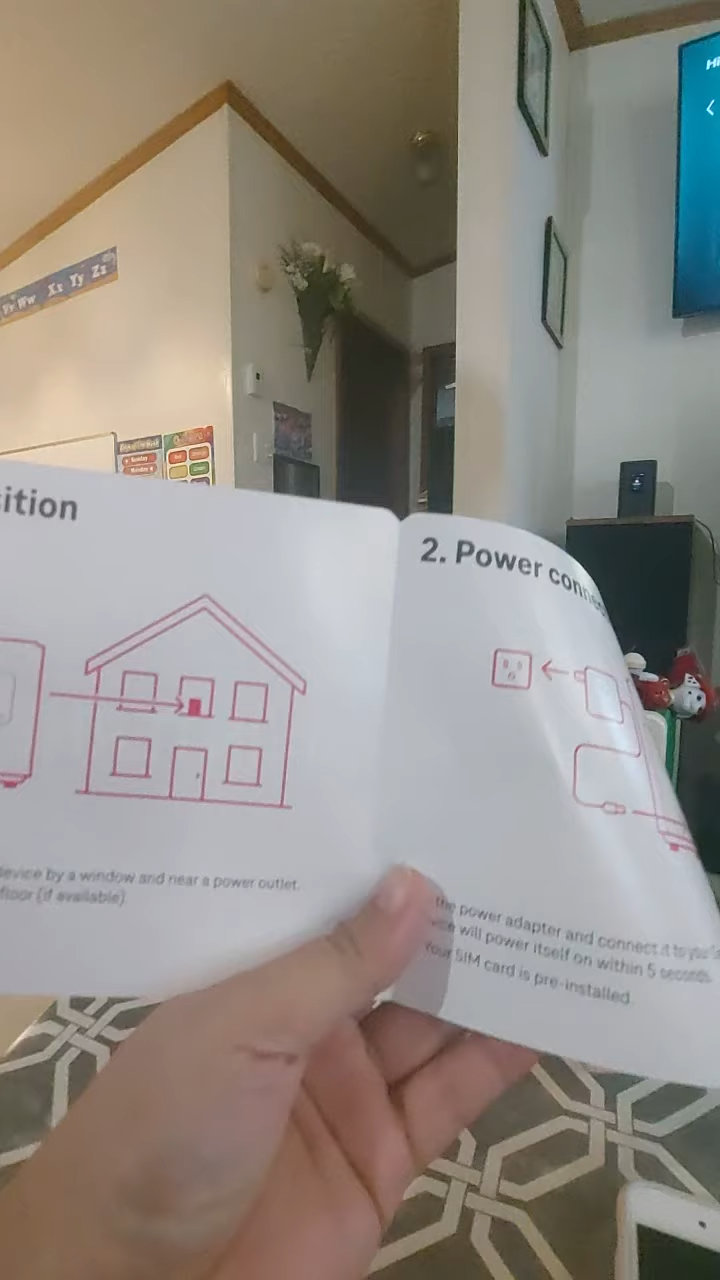 Hi
Yy Ww Xx Yy Zz
ition
2. Power
device by a window and near a power outlet.
floor (if available).
the power adapter and connect it to your
will power itself on within 5 seconds.
Your SIM card is pre-installed.